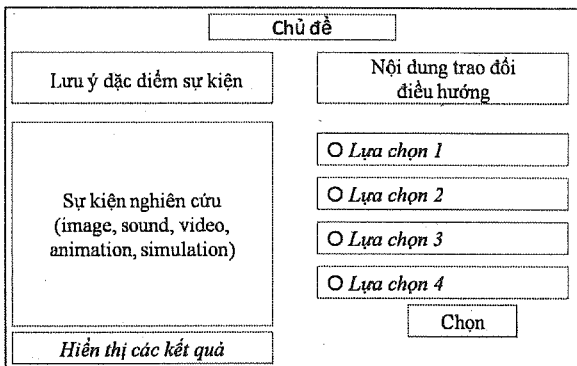 Chủ đề
Lưu ý dặc diểm sự kiện
Nội dung trao đổi
điều hướng
Sự kiện nghiên cứu
(image, sound, video,
animation, simulation)
O Lựa chọn 1
O Lựa chọn 2
O Lựa chọn 3
O Lựa chọn 4
Chọn
Hiển thị các kết quả